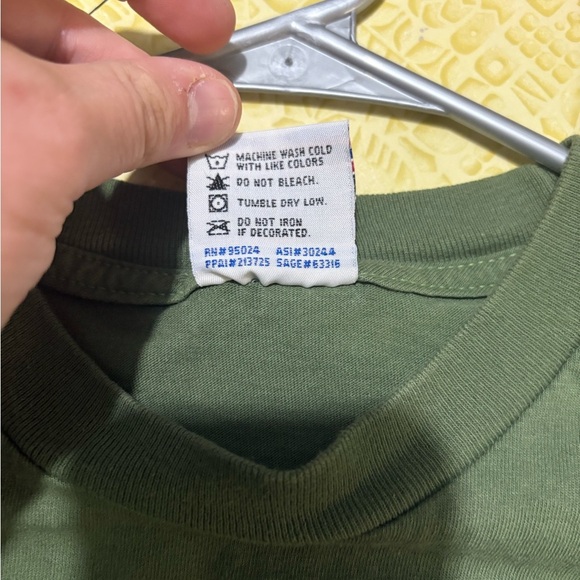 MACHINE WASH COLD
WITH LIKE COLORS
DO NOT BLEACH.
TUMBLE DRY LOW.
DO NOT IRON
IF DECORATED.
RN#95024 ASI#30244
PPAI#213725 SAGE#63316